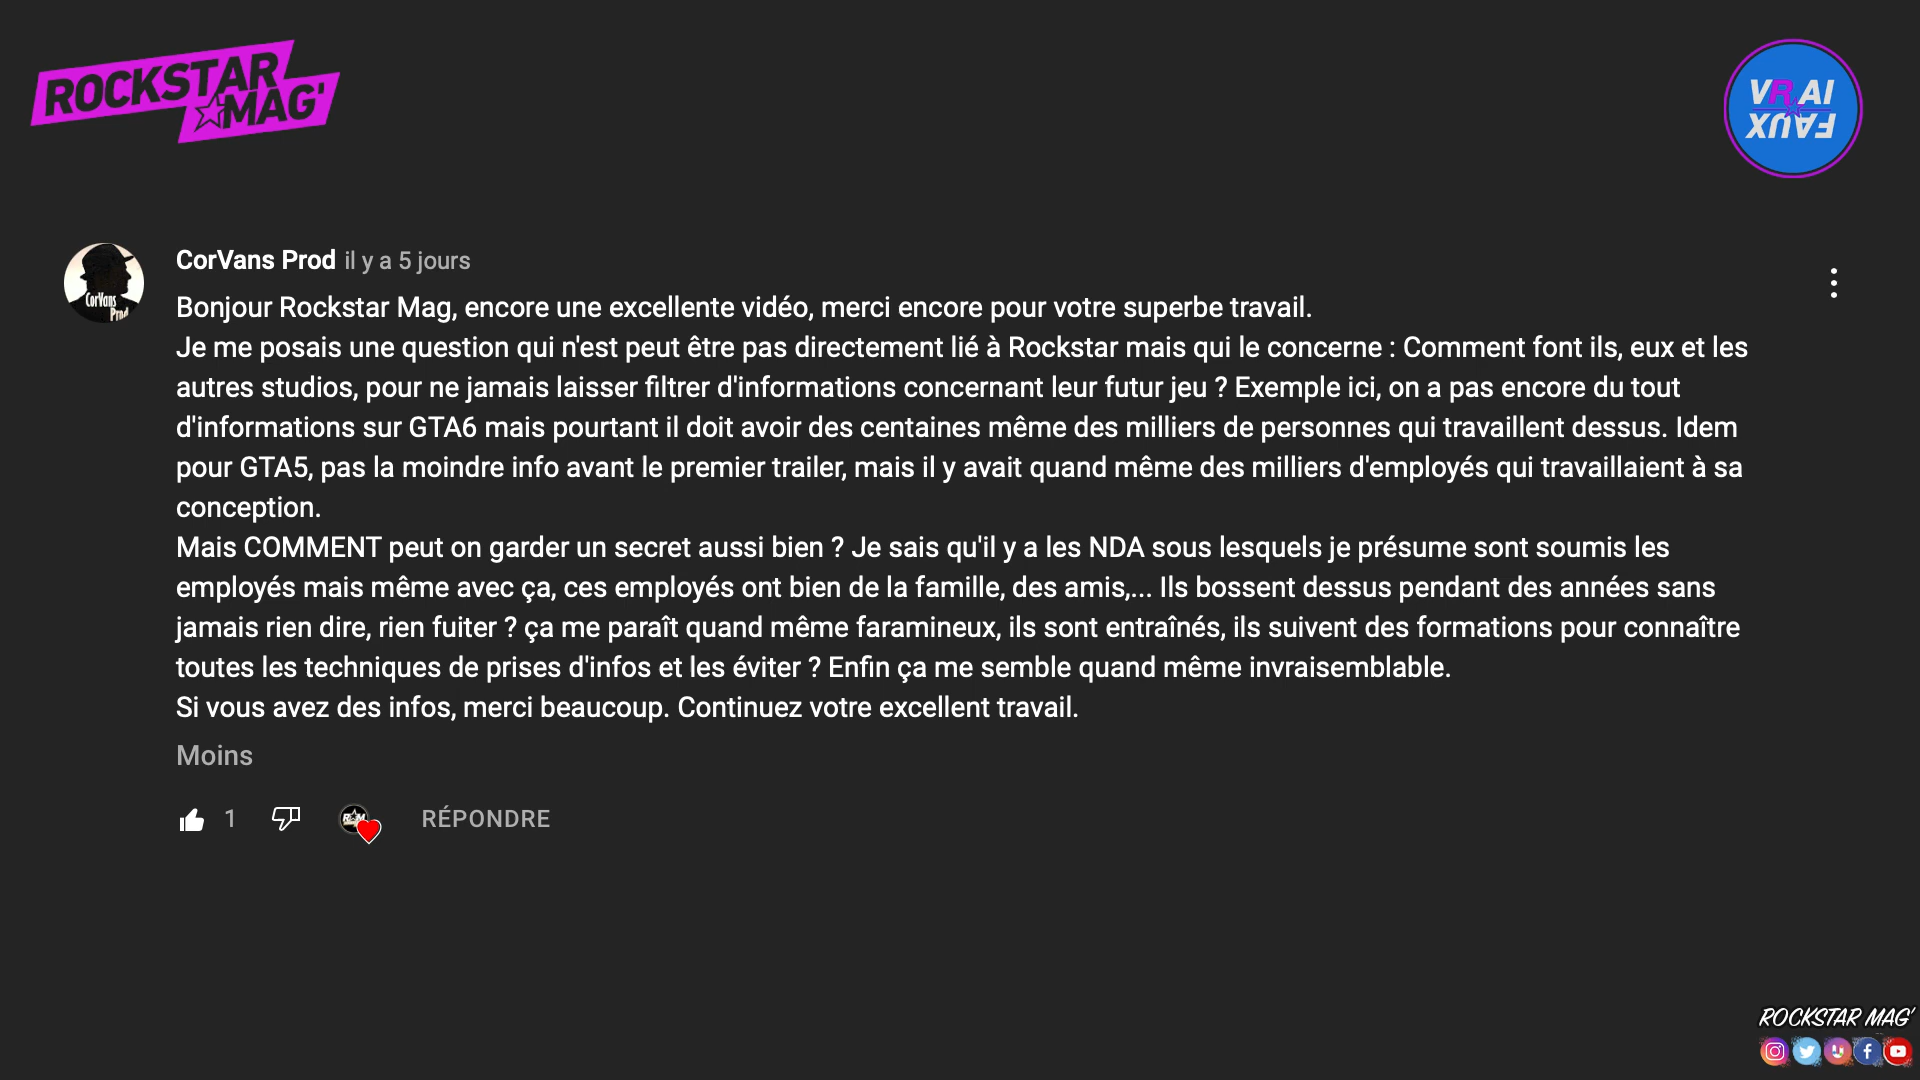 ROCKSTAR
MAG'
VRAI
FAUX
CorVans
Prod
CorVans Prod il y a 5 jours
Bonjour Rockstar Mag, encore une excellente vidéo, merci encore pour votre superbe travail.
Je me posais une question qui n'est peut être pas directement lié à Rockstar mais qui le concerne : Comment font ils, eux et les
autres studios, pour ne jamais laisser filtrer d'informations concernant leur futur jeu ? Exemple ici, on a pas encore du tout
d'informations sur GTA6 mais pourtant il doit avoir des centaines même des milliers de personnes qui travaillent dessus. Idem
pour GTA5, pas la moindre info avant le premier trailer, mais il y avait quand même des milliers d'employés qui travaillaient à sa
conception.
Mais COMMENT peut on garder un secret aussi bien ? Je sais qu'il y a les NDA sous lesquels je présume sont soumis les
employés mais même avec ça, ces employés ont bien de la famille, des amis,... Ils bossent dessus pendant des années sans
jamais rien dire, rien fuiter ? ça me paraît quand même faramineux, ils sont entraînés, ils suivent des formations pour connaître
toutes les techniques de prises d'infos et les éviter ? Enfin ça me semble quand même invraisemblable.
Si vous avez des infos, merci beaucoup. Continuez votre excellent travail.
Moins
1 RÉPONDRE
ROCKSTAR MAG'